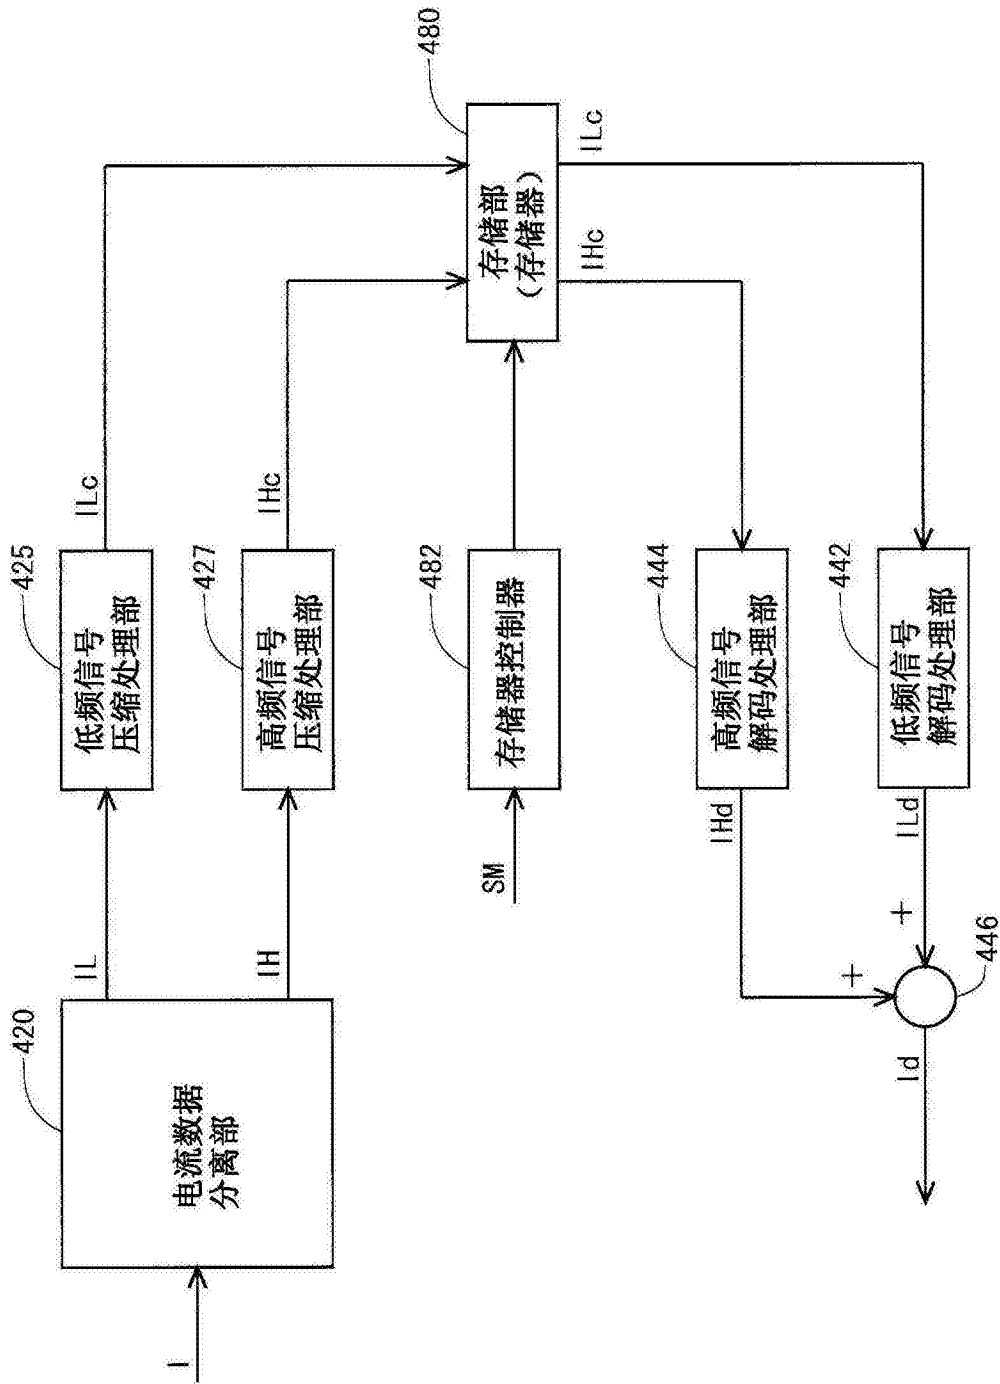 I
420
电流数据
分离部
IL
IH
425
低频信号
压缩处理部
427
高频信号
压缩处理部
ILc
IHc
480
存储部
(存储器)
SM
482
存储器控制器
ILc
IHc
444
高频信号
解码处理部
442
低频信号
解码处理部
IHd
ILd
+
+
446
Id